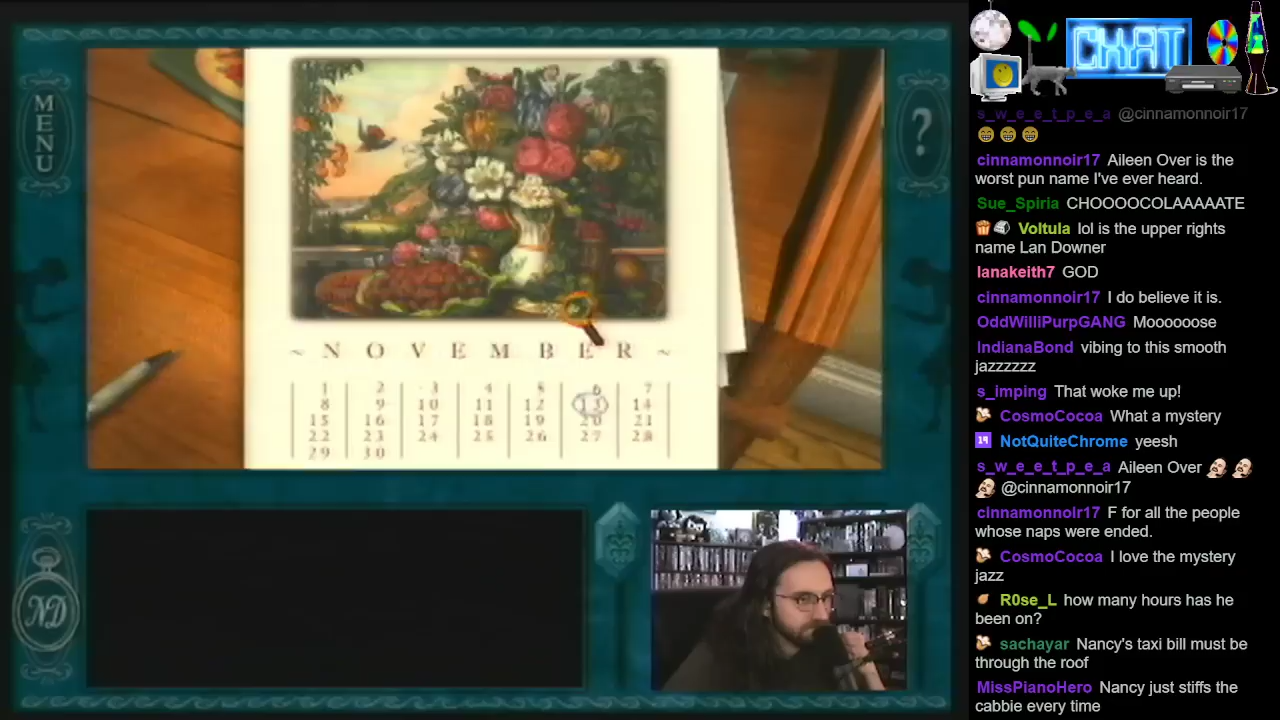 MENU
?
~ NOVEMBER ~
1 2 3 4 5 6 7
8 9 10 11 12 13 14
15 16 17 18 19 20 21
22 23 24 25 26 27 28
29 30
ND
CHAT
s_w_e_e_t_p_e_a @cinnamonnoir17
😁 😁 😁
cinnamonnoir17 Aileen Over is the
worst pun name I've ever heard.
Sue_Spiria CHOOOOCOLAAAAATE
Voltula lol is the upper rights
name Lan Downer
lanakeith7 GOD
cinnamonnoir17 I do believe it is.
OddWilliPurpGANG Moooooose
IndianaBond vibing to this smooth
jazzzzzz
s_imping That woke me up!
CosmoCocoa What a mystery
19 NotQuiteChrome yeesh
s_w_e_e_t_p_e_a Aileen Over
@cinnamonnoir17
cinnamonnoir17 F for all the people
whose naps were ended.
CosmoCocoa I love the mystery
jazz
R0se_L how many hours has he
been on?
sachayar Nancy's taxi bill must be
through the roof
MissPianoHero Nancy just stiffs the
cabbie every time